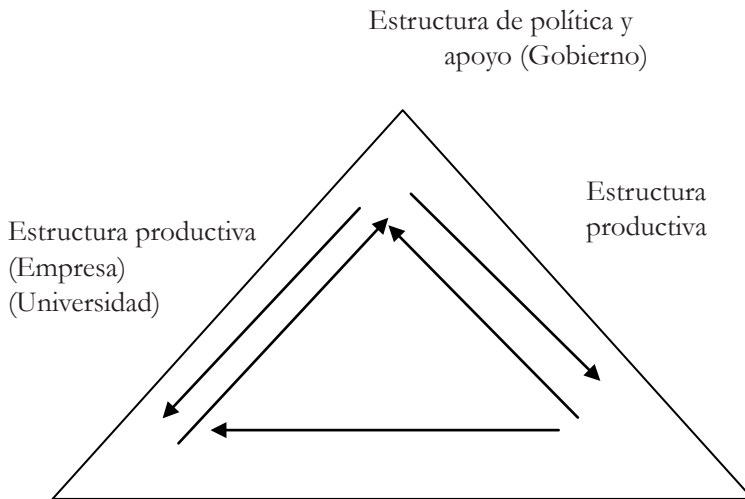 Estructura de política y
apoyo (Gobierno)
Estructura productiva
(Empresa)
(Universidad)
Estructura
productiva